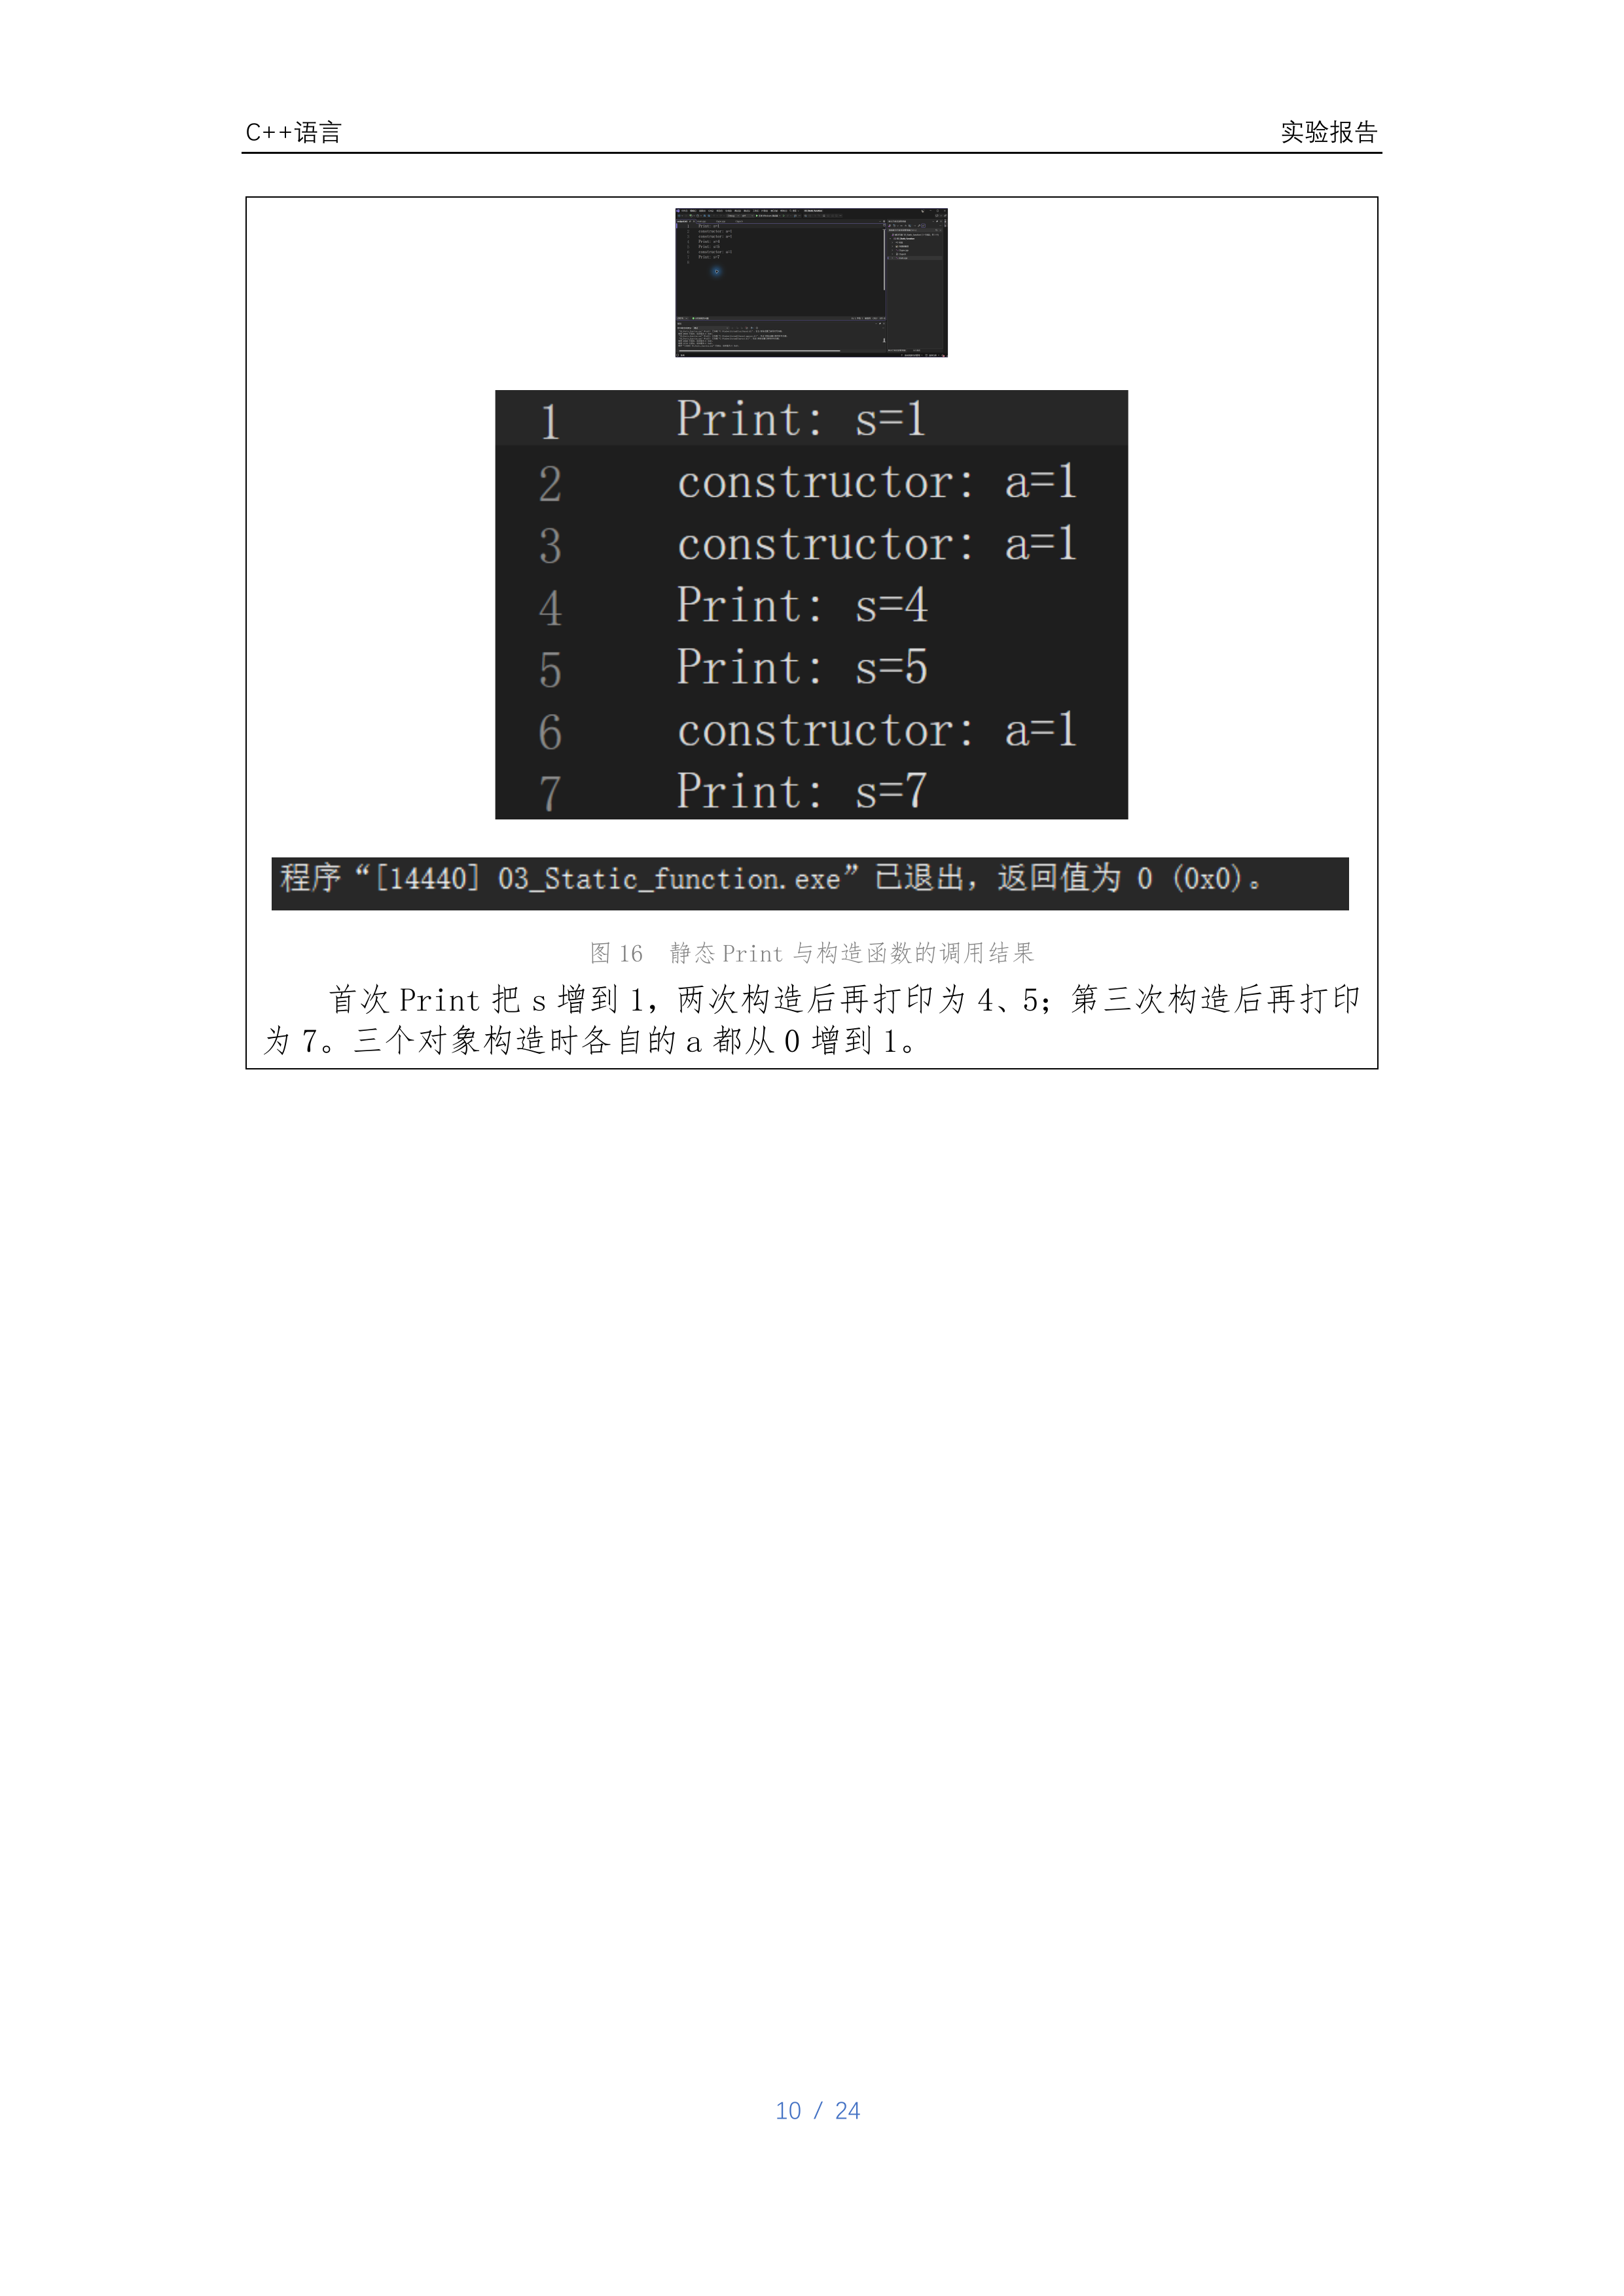 C++语言 实验报告
1 Print: s=1
2 constructor: a=1
3 constructor: a=1
4 Print: s=4
5 Print: s=5
6 constructor: a=1
7 Print: s=7
程序“[14440] 03_Static_function.exe”已退出，返回值为 0 (0x0)。
图 16 静态 Print 与构造函数的调用结果
首次 Print 把 s 增到 1，两次构造后再打印为 4、5；第三次构造后再打印
为 7。三个对象构造时各自的 a 都从 0 增到 1。
10 / 24